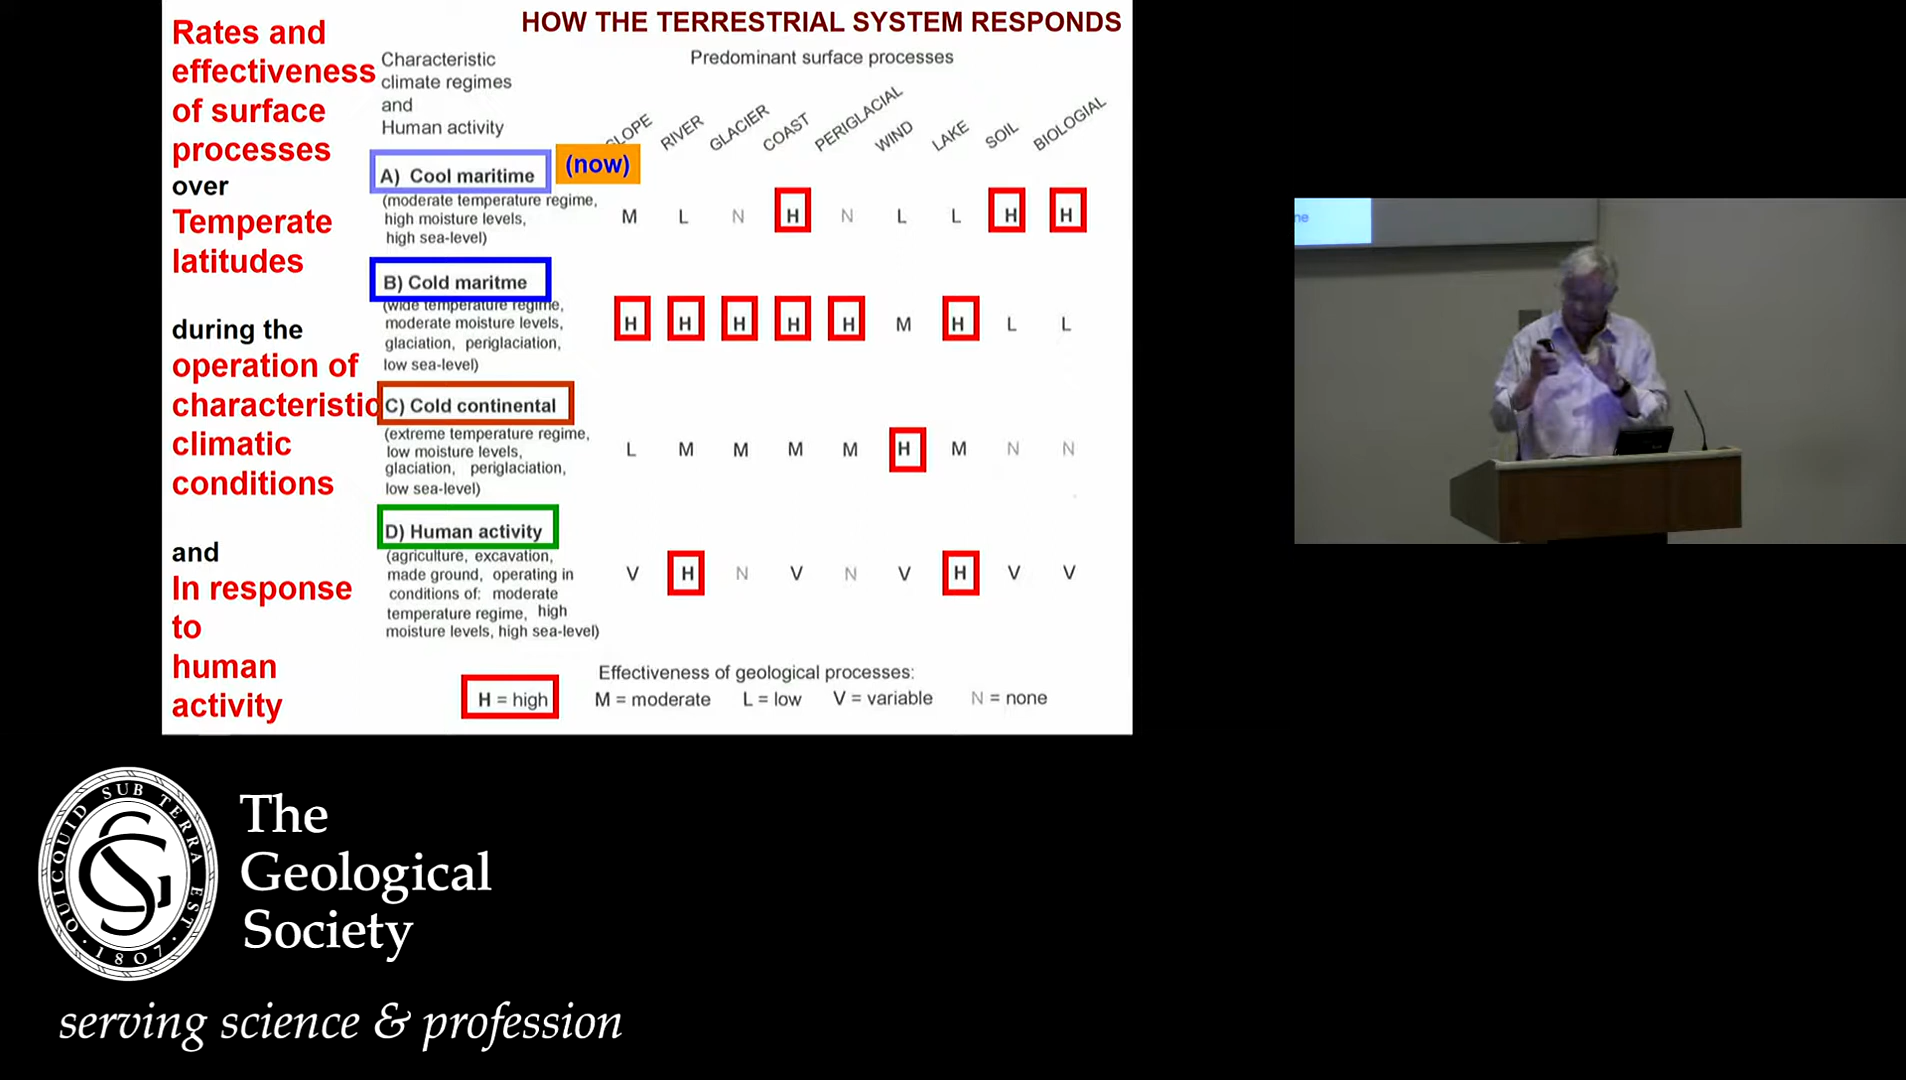 HOW THE TERRESTRIAL SYSTEM RESPONDS
Rates and
effectiveness
of surface
processes
over
Temperate
latitudes
during the
operation of
characteristic
climatic
conditions
and
In response
to
human
activity
Characteristic
climate regimes
and
Human activity
Predominant surface processes
SLOPE RIVER GLACIER COAST PERIGLACIAL WIND LAKE SOIL BIOLOGIAL
A) Cool maritime (now)
(moderate temperature regime,
high moisture levels,
high sea-level)
M L N H N L L H H
B) Cold maritme
(wide temperature regime,
moderate moisture levels,
glaciation, periglaciation,
low sea-level)
H H H H H M H L L
C) Cold continental
(extreme temperature regime,
low moisture levels,
glaciation, periglaciation,
low sea-level)
L M M M M H M N N
D) Human activity
(agriculture, excavation,
made ground, operating in
conditions of: moderate
temperature regime, high
moisture levels, high sea-level)
V H N V N V H V V
Effectiveness of geological processes:
H = high M = moderate L = low V = variable N = none
ne
QUICQUID SUB TERRA EST
1807
The
Geological
Society
serving science & profession